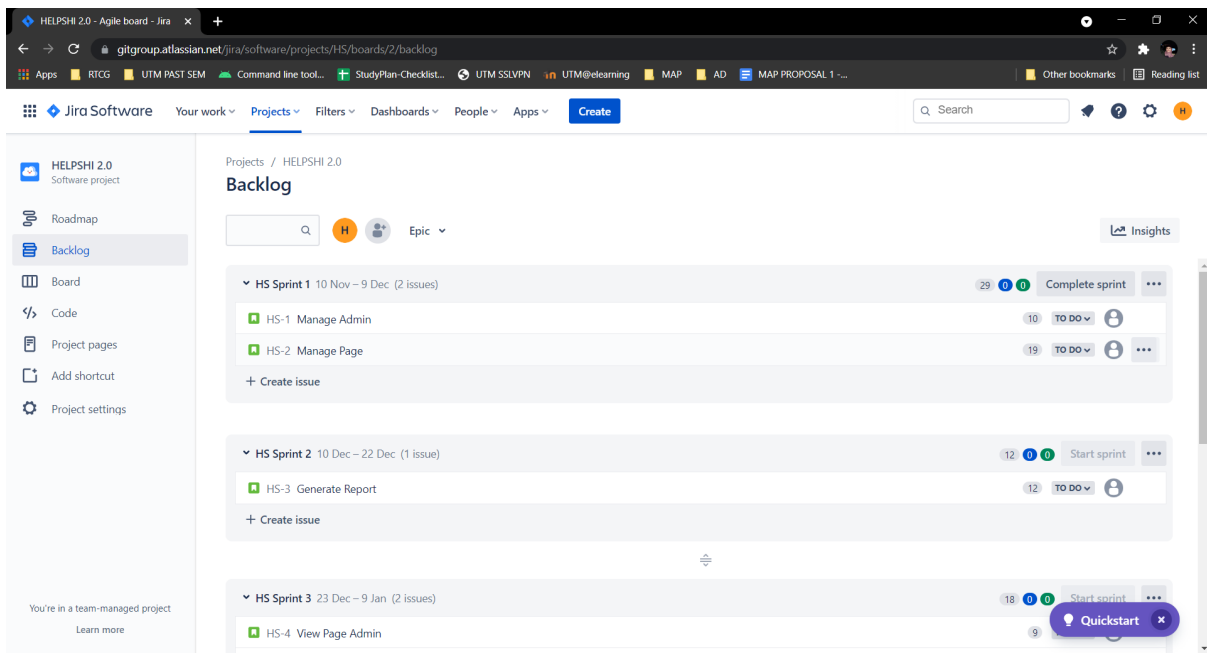 HELPSHI 2.0 - Agile board - Jira
gitgroup.atlassian.net/jira/software/projects/HS/boards/2/backlog
Apps RTCG UTM PAST SEM Command line tool... StudyPlan-Checklist... UTM SSLVPN UTM@elearning MAP AD MAP PROPOSAL 1 -... Other bookmarks Reading list
Jira Software Your work Projects Filters Dashboards People Apps Create Search H
HELPSHI 2.0
Software project
Roadmap
Backlog
Board
Code
Project pages
Add shortcut
Project settings
You're in a team-managed project
Learn more
Projects / HELPSHI 2.0
Backlog
H Epic Insights
HS Sprint 1 10 Nov – 9 Dec (2 issues) 29 0 0 Complete sprint
HS-1 Manage Admin 10 TO DO
HS-2 Manage Page 19 TO DO
+ Create issue
HS Sprint 2 10 Dec – 22 Dec (1 issue) 12 0 0 Start sprint
HS-3 Generate Report 12 TO DO
+ Create issue
HS Sprint 3 23 Dec – 9 Jan (2 issues) 18 0 0 Start sprint
HS-4 View Page Admin 9
Quickstart